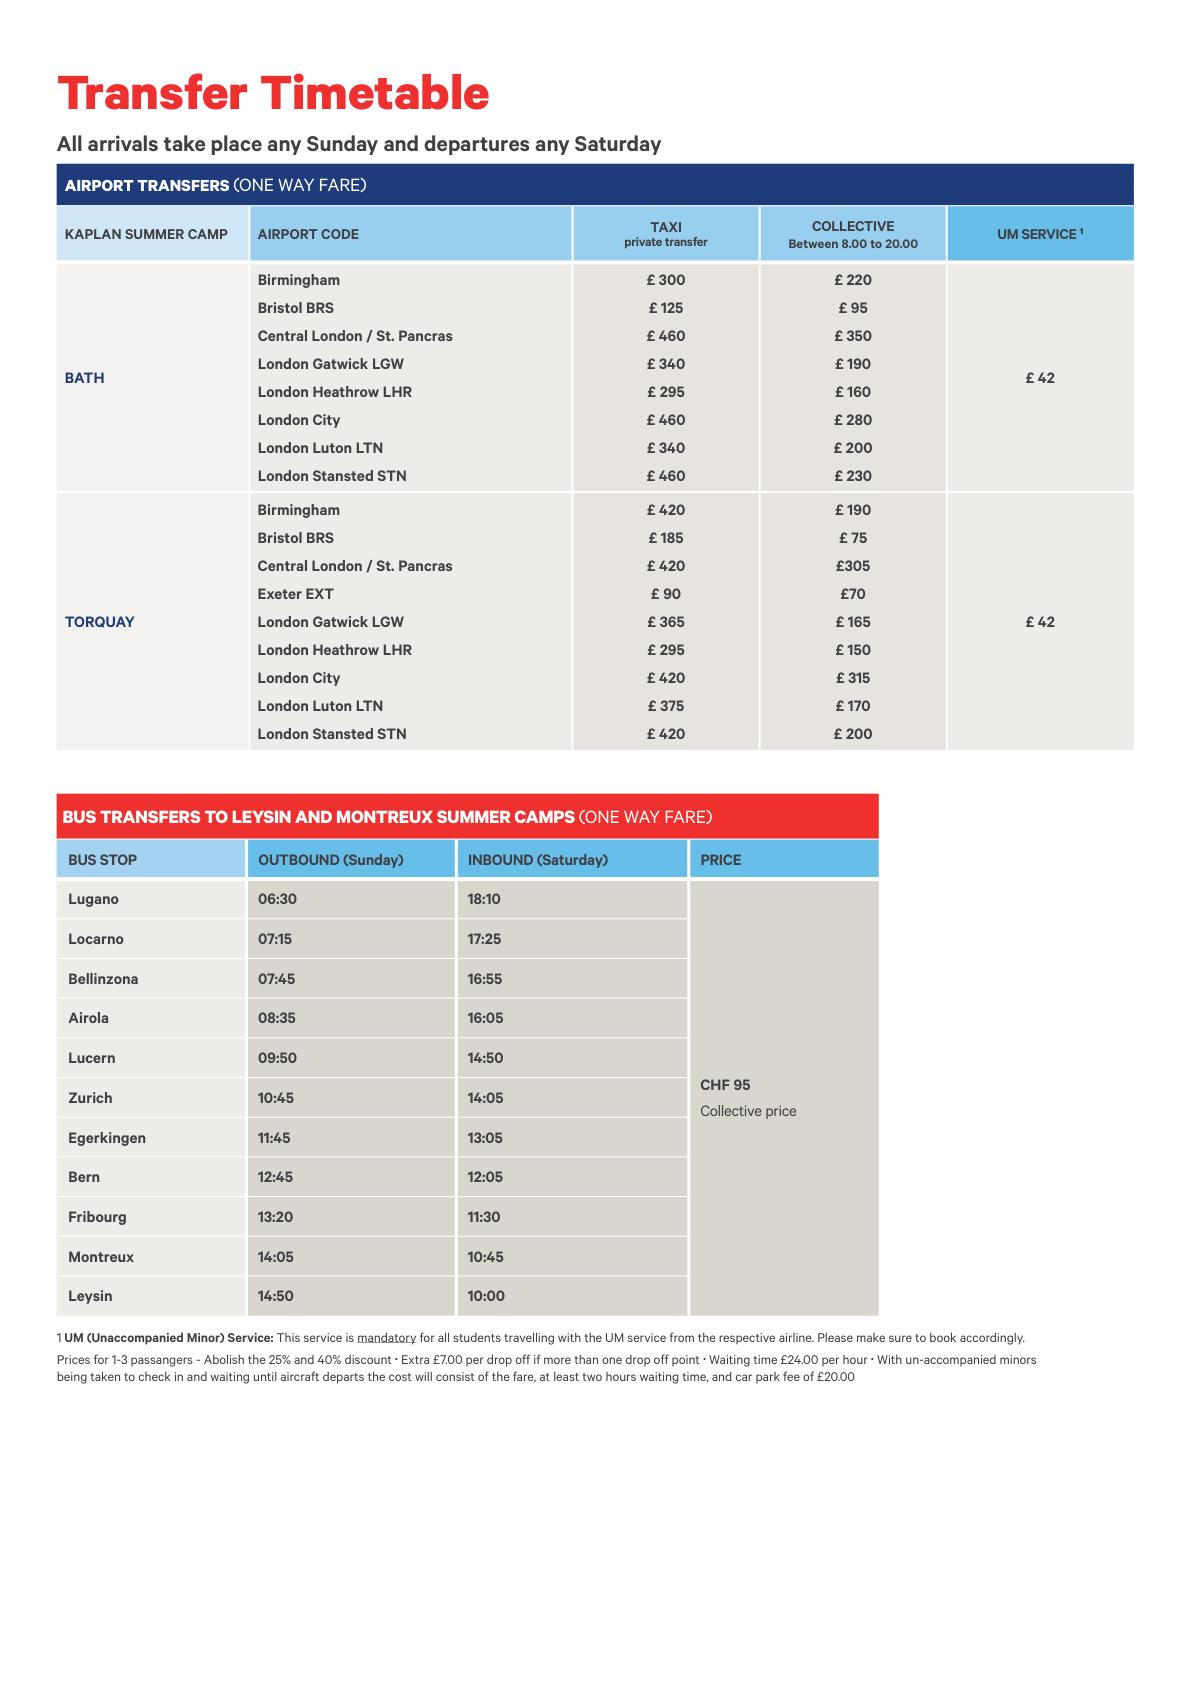 Transfer Timetable
All arrivals take place any Sunday and departures any Saturday
AIRPORT TRANSFERS (ONE WAY FARE)
KAPLAN SUMMER CAMP AIRPORT CODE TAXI private transfer COLLECTIVE Between 8.00 to 20.00 UM SERVICE ¹
BATH
Birmingham £ 300 £ 220
Bristol BRS £ 125 £ 95
Central London / St. Pancras £ 460 £ 350
London Gatwick LGW £ 340 £ 190
London Heathrow LHR £ 295 £ 160
London City £ 460 £ 280
London Luton LTN £ 340 £ 200
London Stansted STN £ 460 £ 230
£ 42
TORQUAY
Birmingham £ 420 £ 190
Bristol BRS £ 185 £ 75
Central London / St. Pancras £ 420 £305
Exeter EXT £ 90 £70
London Gatwick LGW £ 365 £ 165
London Heathrow LHR £ 295 £ 150
London City £ 420 £ 315
London Luton LTN £ 375 £ 170
London Stansted STN £ 420 £ 200
£ 42
BUS TRANSFERS TO LEYSIN AND MONTREUX SUMMER CAMPS (ONE WAY FARE)
BUS STOP OUTBOUND (Sunday) INBOUND (Saturday) PRICE
Lugano 06:30 18:10
Locarno 07:15 17:25
Bellinzona 07:45 16:55
Airola 08:35 16:05
Lucern 09:50 14:50
Zurich 10:45 14:05
Egerkingen 11:45 13:05
Bern 12:45 12:05
Fribourg 13:20 11:30
Montreux 14:05 10:45
Leysin 14:50 10:00
CHF 95
Collective price
1 UM (Unaccompanied Minor) Service: This service is mandatory for all students travelling with the UM service from the respective airline. Please make sure to book accordingly.
Prices for 1-3 passangers - Abolish the 25% and 40% discount • Extra £7.00 per drop off if more than one drop off point • Waiting time £24.00 per hour • With un-accompanied minors
being taken to check in and waiting until aircraft departs the cost will consist of the fare, at least two hours waiting time, and car park fee of £20.00